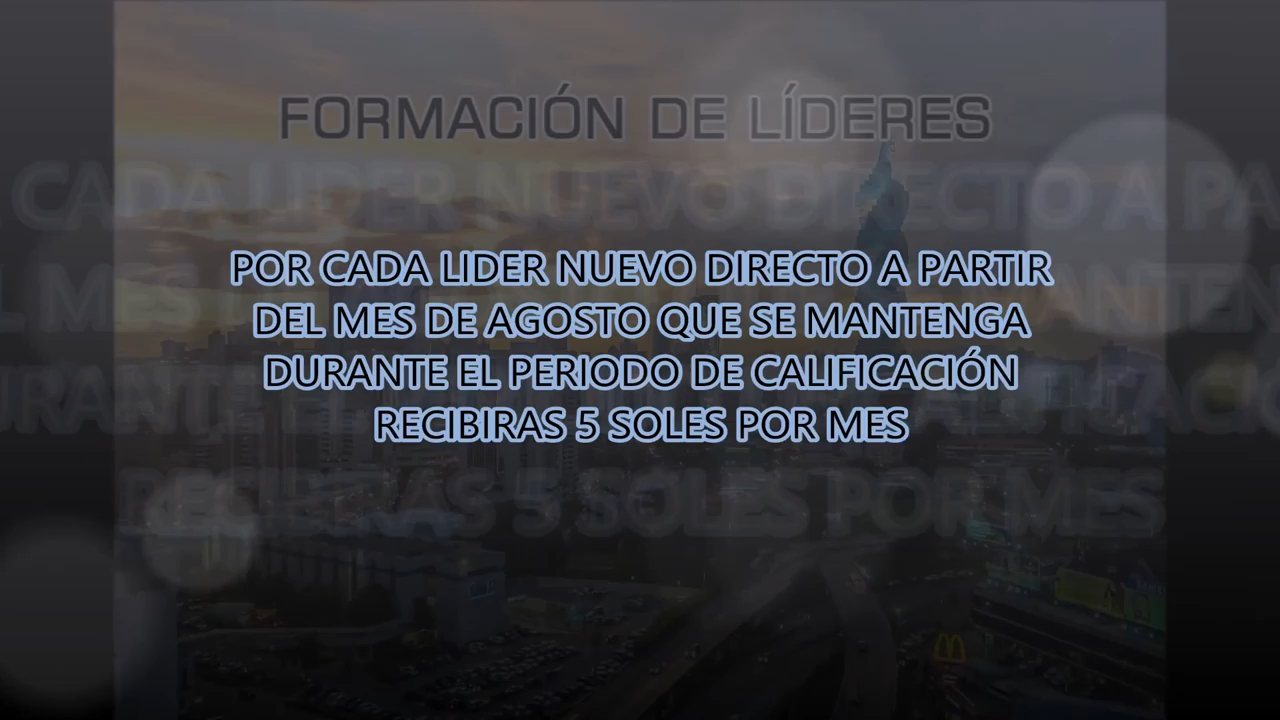 FORMACIÓN DE LÍDERES
POR CADA LIDER NUEVO DIRECTO A PARTIR
DEL MES DE AGOSTO QUE SE MANTENGA
DURANTE EL PERIODO DE CALIFICACIÓN
RECIBIRAS 5 SOLES POR MES